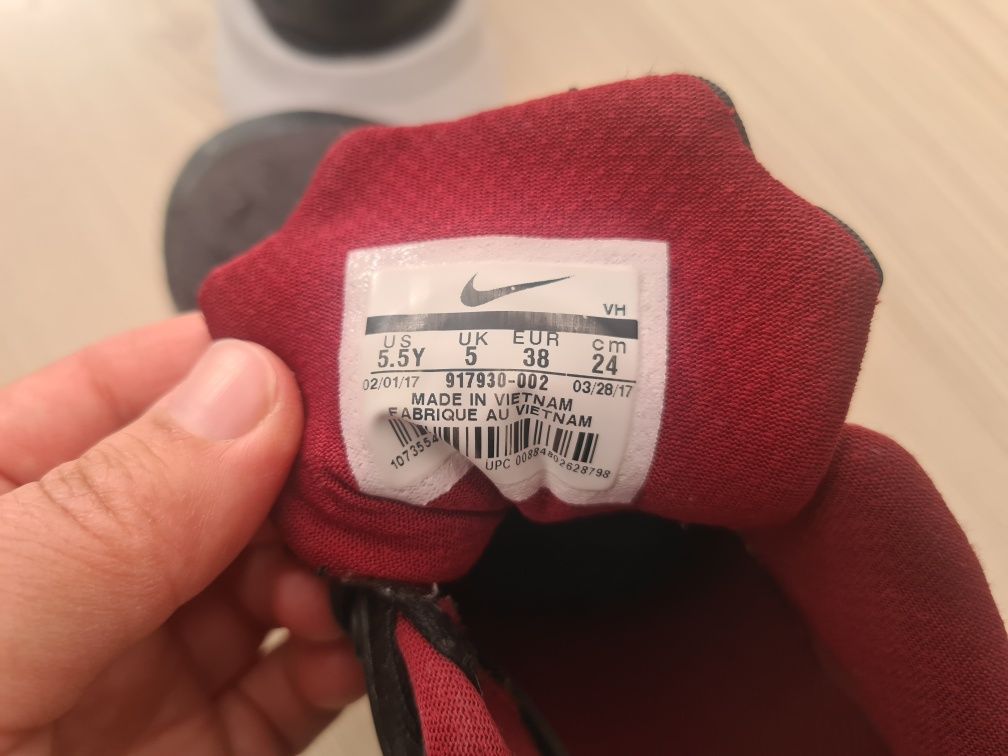 VH
US UK EUR cm
5.5Y 5 38 24
02/01/17 917930-002 03/28/17
MADE IN VIETNAM
FABRIQUE AU VIETNAM
1073554
UPC 00884802628798